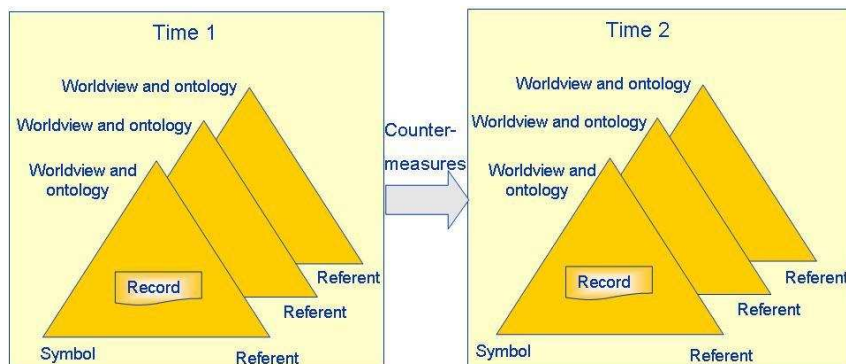 Time 1
Worldview and ontology
Worldview and ontology
Worldview and
ontology
Record
Referent
Referent
Symbol
Referent
Counter-
measures
Time 2
Worldview and ontology
Worldview and ontology
Worldview and
ontology
Record
Referent
Referent
Symbol
Referent